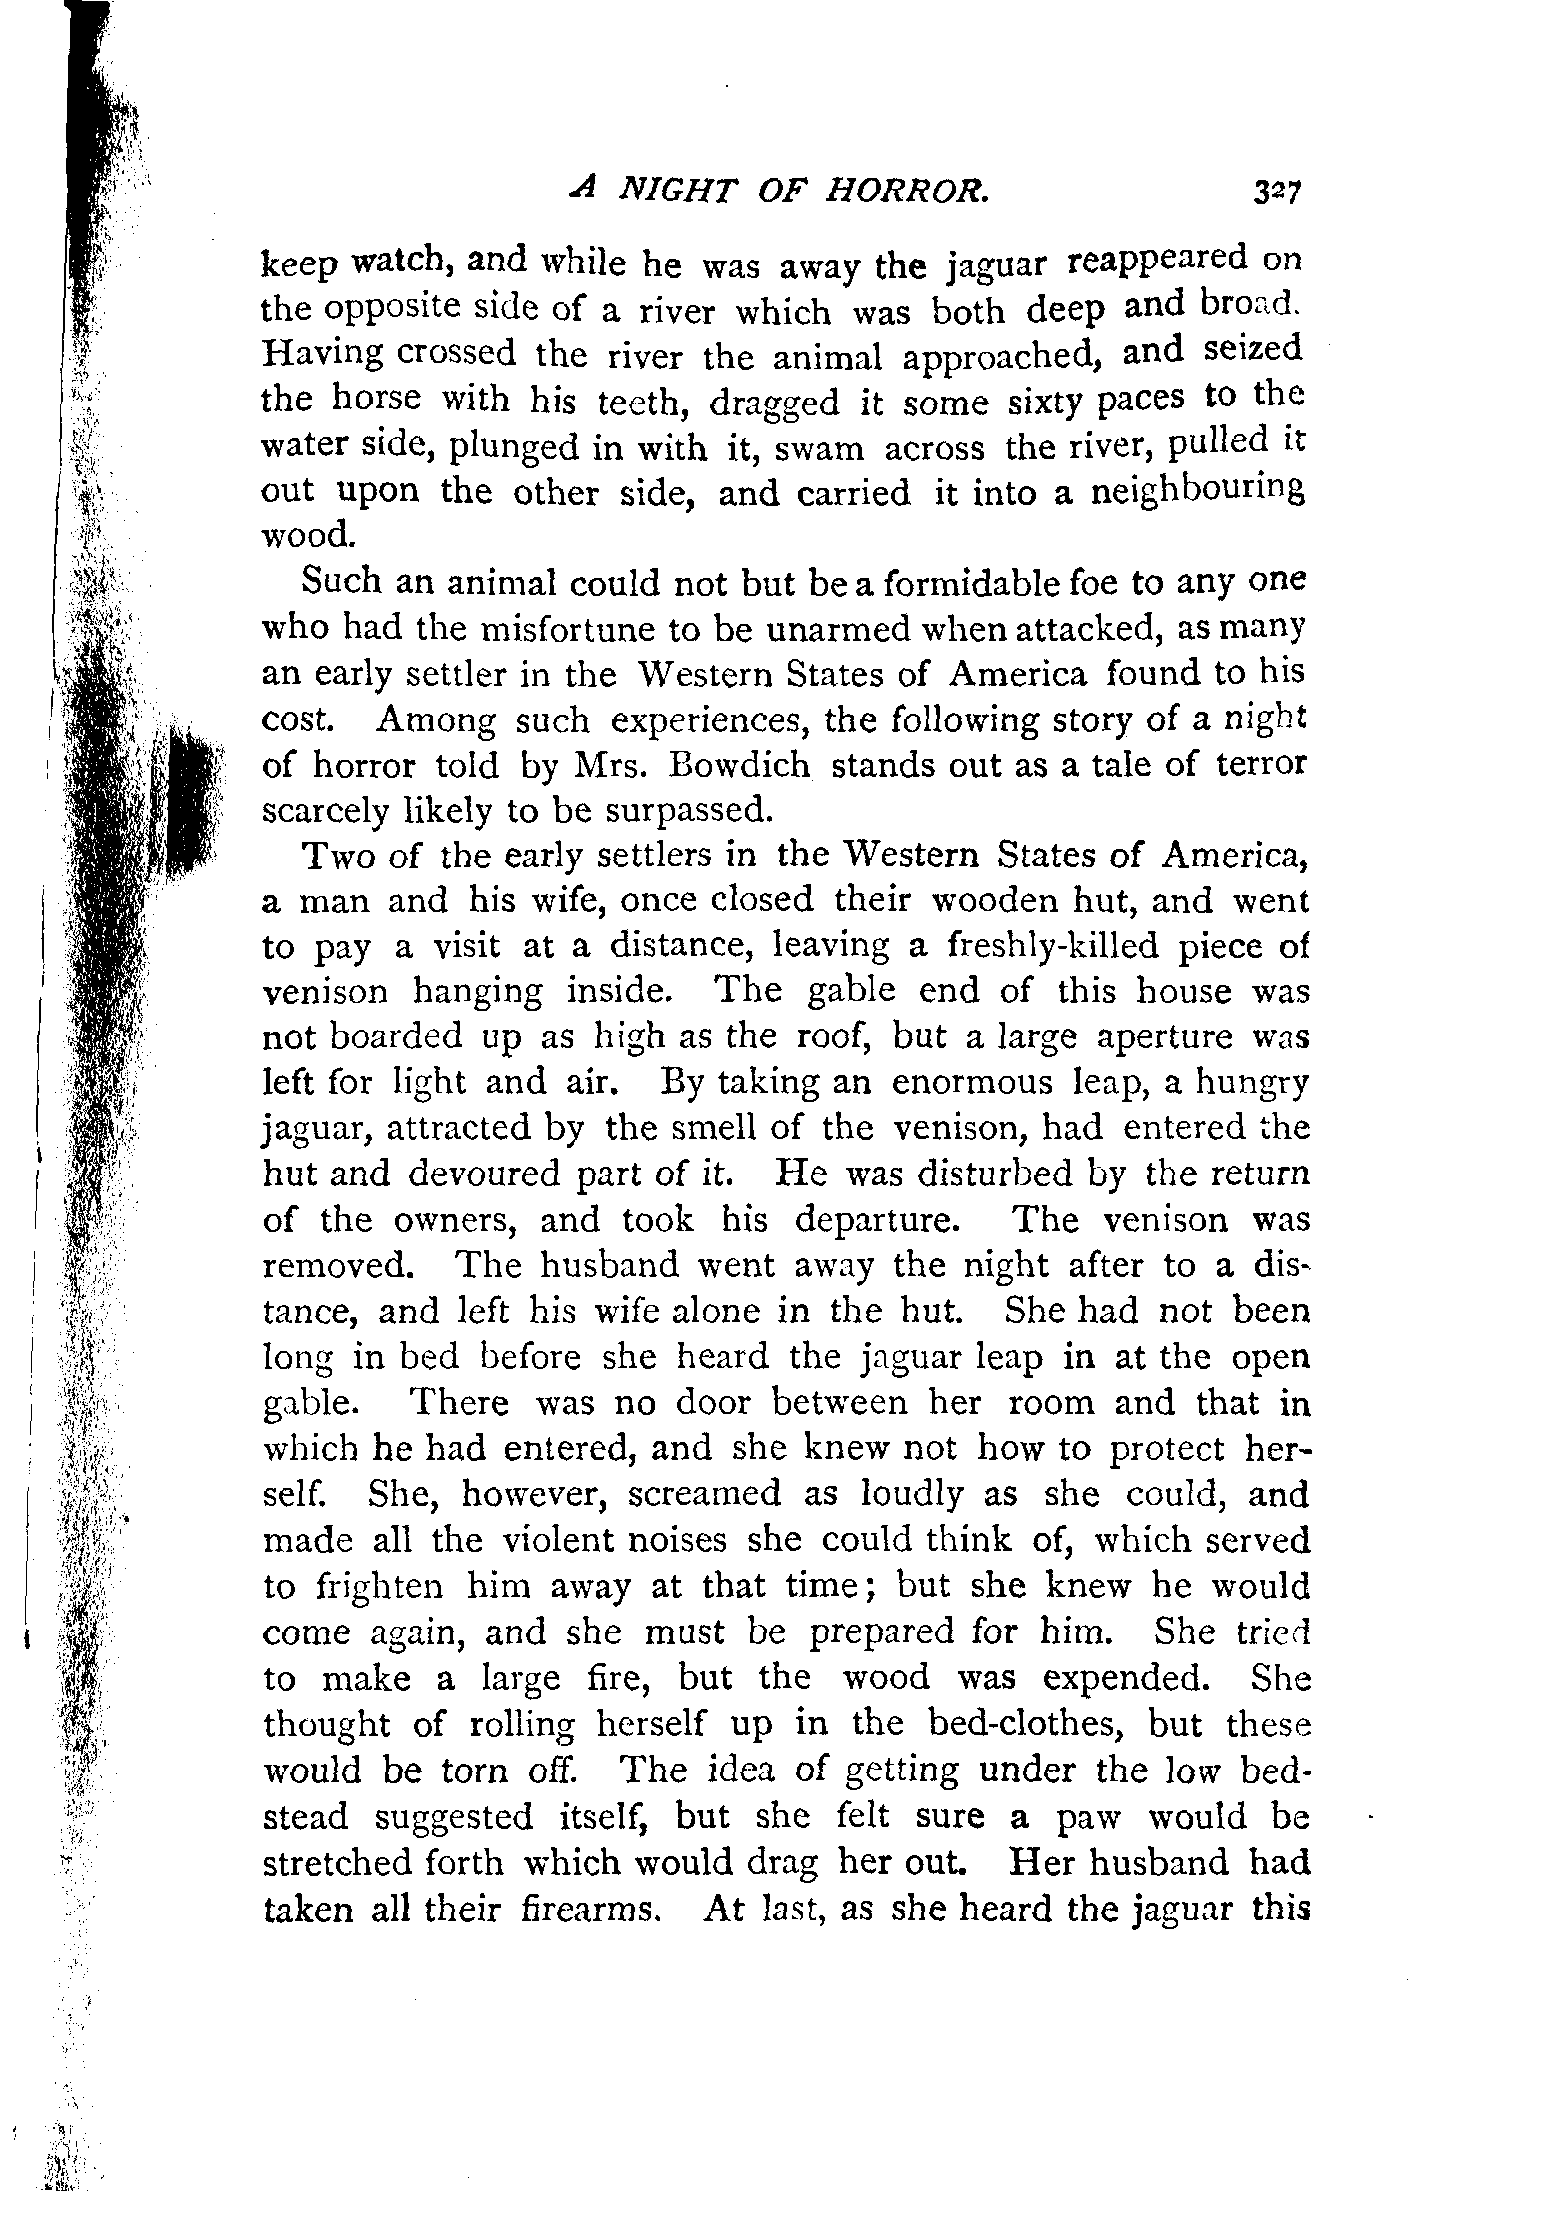 A NIGHT OF HORROR. 327
keep watch, and while he was away the jaguar reappeared on
the opposite side of a river which was both deep and broad.
Having crossed the river the animal approached, and seized
the horse with his teeth, dragged it some sixty paces to the
water side, plunged in with it, swam across the river, pulled it
out upon the other side, and carried it into a neighbouring
wood.
Such an animal could not but be a formidable foe to any one
who had the misfortune to be unarmed when attacked, as many
an early settler in the Western States of America found to his
cost. Among such experiences, the following story of a night
of horror told by Mrs. Bowdich stands out as a tale of terror
scarcely likely to be surpassed.
Two of the early settlers in the Western States of America,
a man and his wife, once closed their wooden hut, and went
to pay a visit at a distance, leaving a freshly-killed piece of
venison hanging inside. The gable end of this house was
not boarded up as high as the roof, but a large aperture was
left for light and air. By taking an enormous leap, a hungry
jaguar, attracted by the smell of the venison, had entered the
hut and devoured part of it. He was disturbed by the return
of the owners, and took his departure. The venison was
removed. The husband went away the night after to a dis-
tance, and left his wife alone in the hut. She had not been
long in bed before she heard the jaguar leap in at the open
gable. There was no door between her room and that in
which he had entered, and she knew not how to protect her-
self. She, however, screamed as loudly as she could, and
made all the violent noises she could think of, which served
to frighten him away at that time; but she knew he would
come again, and she must be prepared for him. She tried
to make a large fire, but the wood was expended. She
thought of rolling herself up in the bed-clothes, but these
would be torn off. The idea of getting under the low bed-
stead suggested itself, but she felt sure a paw would be
stretched forth which would drag her out. Her husband had
taken all their firearms. At last, as she heard the jaguar this